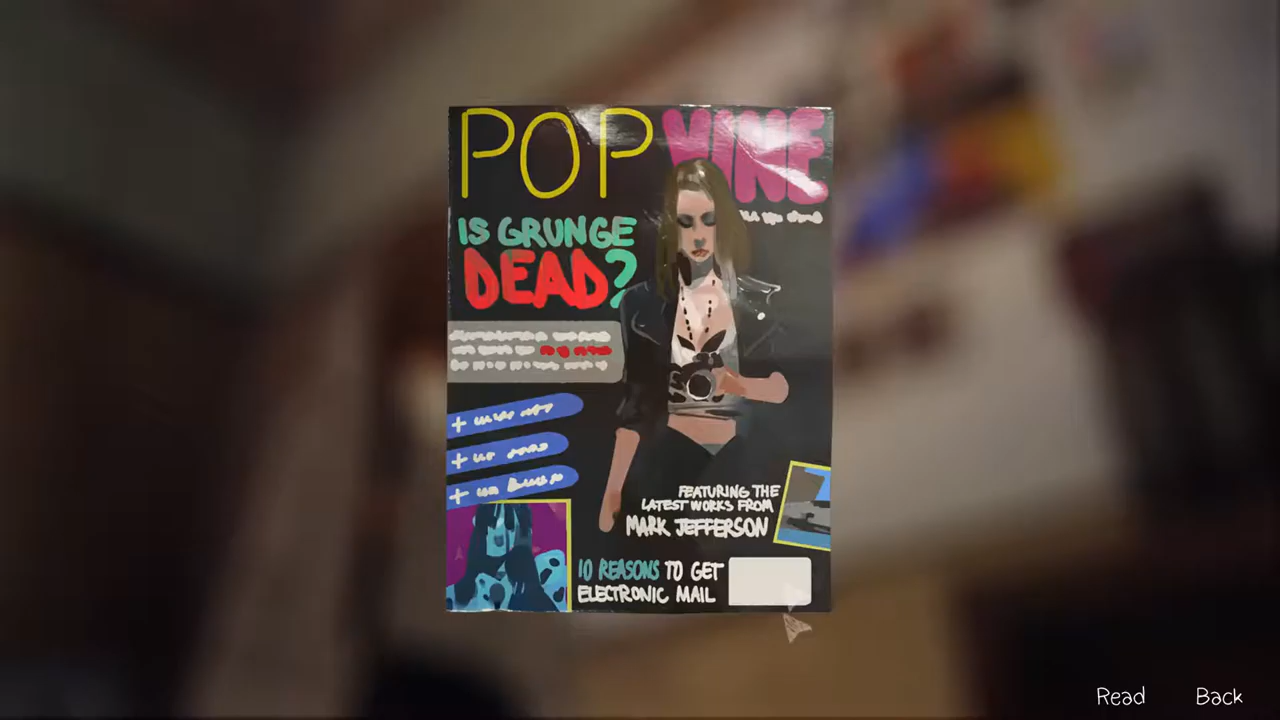 POP VINE
IS GRUNGE
DEAD?
FEATURING THE
LATEST WORKS FROM
MARK JEFFERSON
10 REASONS TO GET
ELECTRONIC MAIL
Read Back